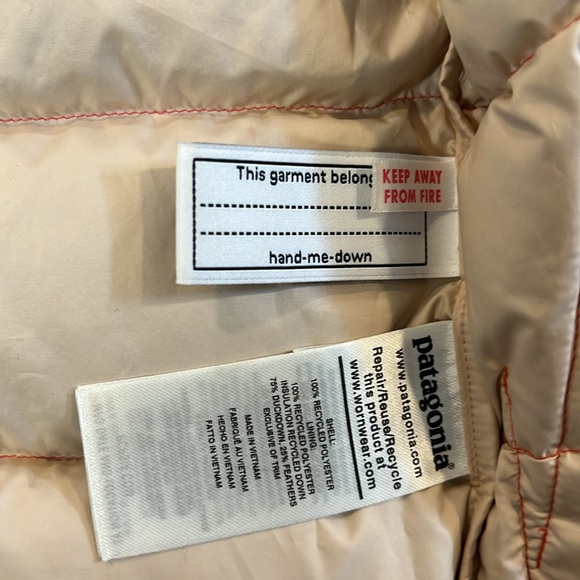 This garment belong
KEEP AWAY
FROM FIRE
hand-me-down
patagonia®
www.patagonia.com
Repair/Reuse/Recycle
this product at
www.wornwear.com
SHELL:
100% RECYCLED POLYESTER
LINING:
100% RECYCLED POLYESTER
INSULATION RECYCLED DOWN
75% DUCKDOWN, 25% FEATHERS
EXCLUSIVE OF TRIM
MADE IN VIETNAM
FABRIQUÉ AU VIETNAM
HECHO EN VIETNAM
FATTO IN VIETNAM